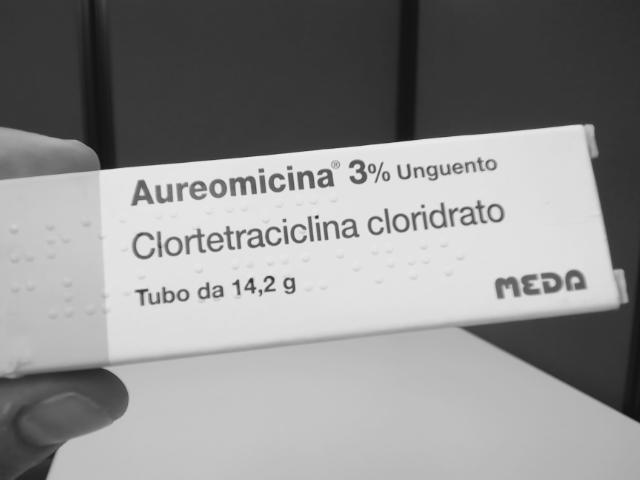 Aureomicina® 3% Unguento
Clortetraciclina cloridrato
Tubo da 14,2 g
MEDA